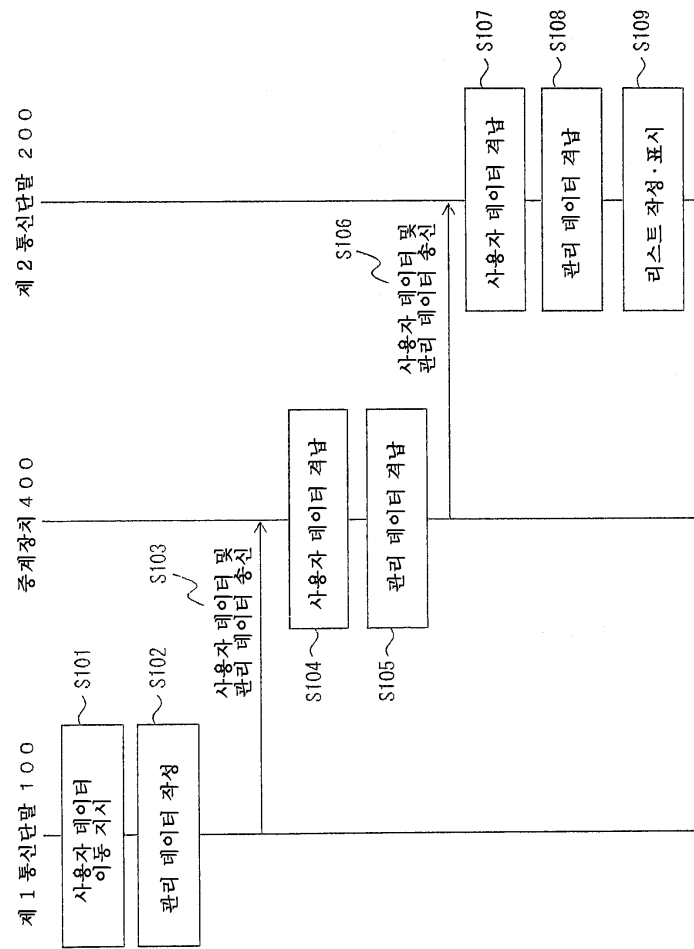 제 1 통신단말 100
중계장치 400
제 2 통신단말 200
사용자 데이터
이동 지시
S101
관리 데이터 작성
S102
S103
사용자 데이터 및
관리 데이터 송신
사용자 데이터 격납
S104
관리 데이터 격납
S105
S106
사용자 데이터 및
관리 데이터 송신
사용자 데이터 격납
S107
관리 데이터 격납
S108
리스트 작성·표시
S109